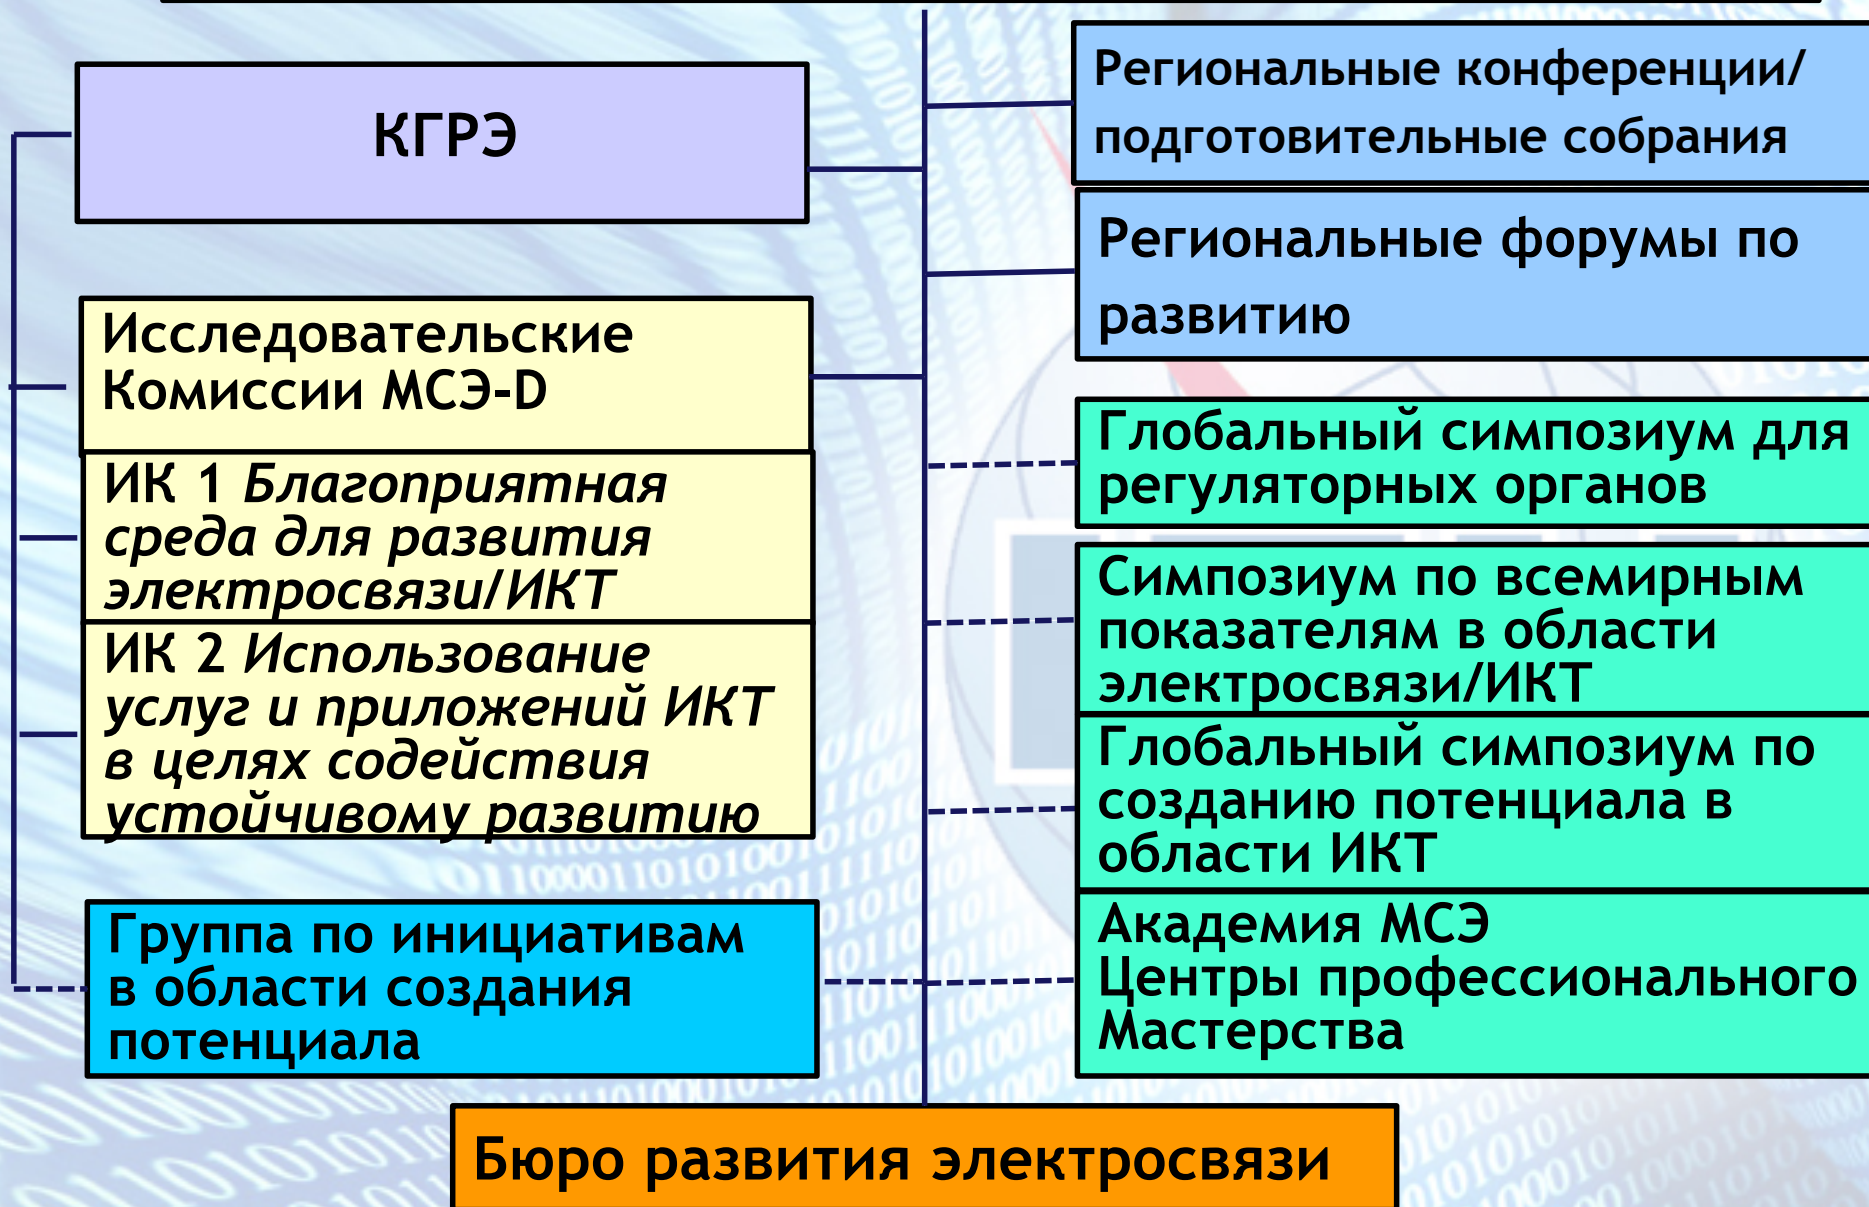 КГРЭ
Исследовательские
Комиссии МСЭ-D
ИК 1 Благоприятная
среда для развития
электросвязи/ИКТ
ИК 2 Использование
услуг и приложений ИКТ
в целях содействия
устойчивому развитию
Группа по инициативам
в области создания
потенциала
Региональные конференции/
подготовительные собрания
Региональные форумы по
развитию
Глобальный симпозиум для
регуляторных органов
Симпозиум по всемирным
показателям в области
электросвязи/ИКТ
Глобальный симпозиум по
созданию потенциала в
области ИКТ
Академия МСЭ
Центры профессионального
Мастерства
Бюро развития электросвязи